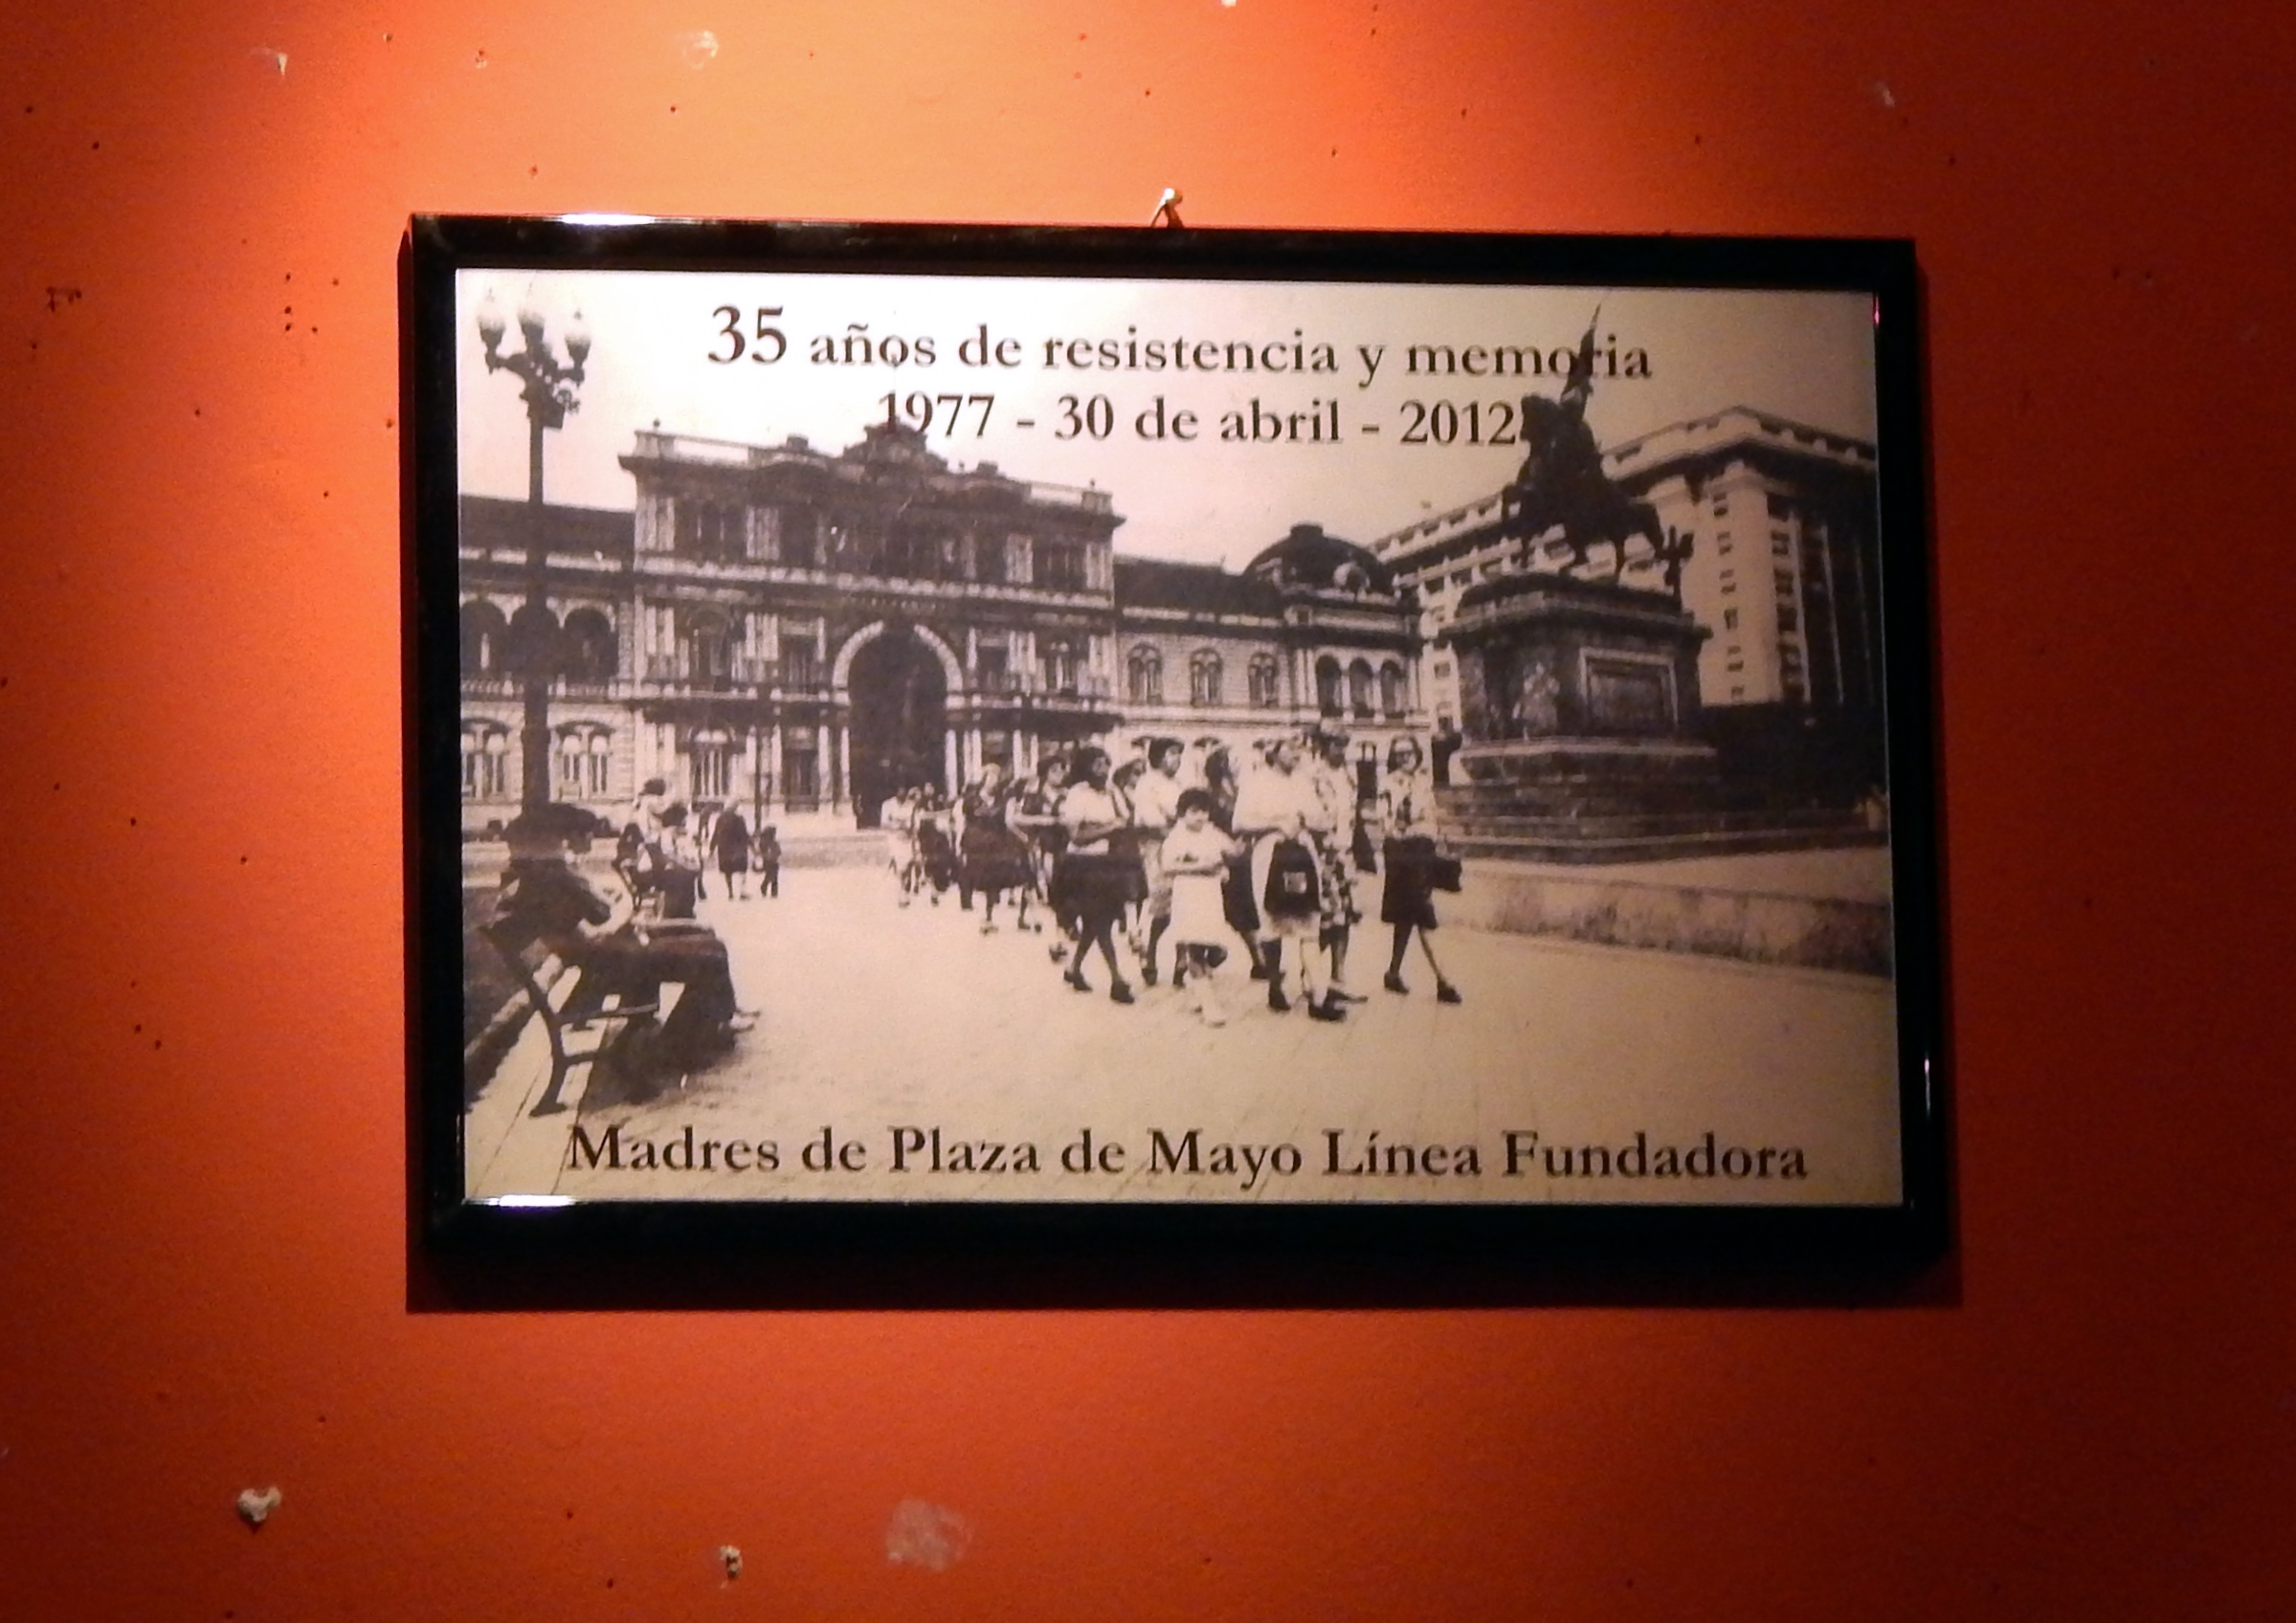 35 años de resistencia y memoria
1977 - 30 de abril - 2012
Madres de Plaza de Mayo Línea Fundadora